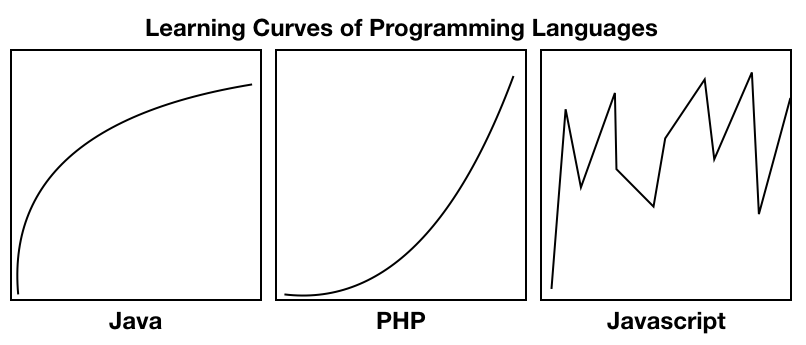 Learning Curves of Programming Languages
Java
PHP
Javascript